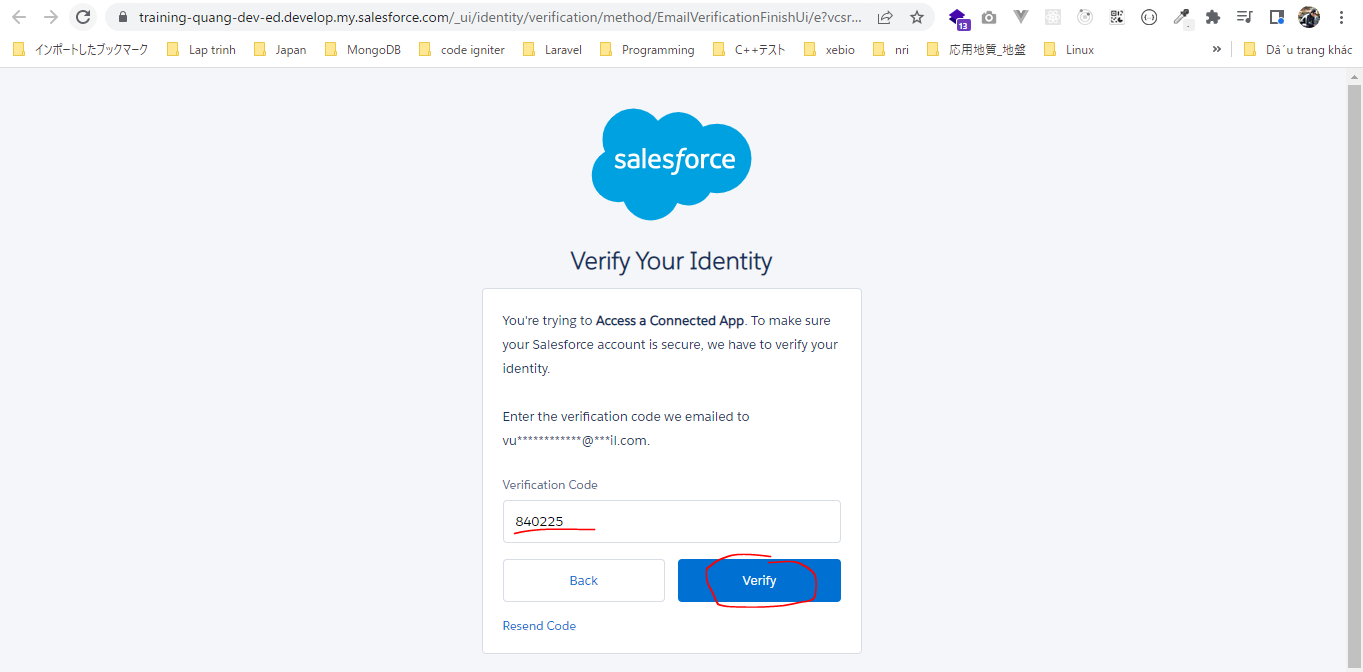 training-quang-dev-ed.develop.my.salesforce.com/_ui/identity/verification/method/EmailVerificationFinishUi/e?vcsr...
13
インポートしたブックマーク Lap trinh Japan MongoDB code igniter Laravel Programming C++テスト xebio nri 応用地質_地盤 Linux » Dấu trang khác
salesforce
Verify Your Identity
You're trying to Access a Connected App. To make sure
your Salesforce account is secure, we have to verify your
identity.
Enter the verification code we emailed to
vu************@***il.com.
Verification Code
840225
Back Verify
Resend Code